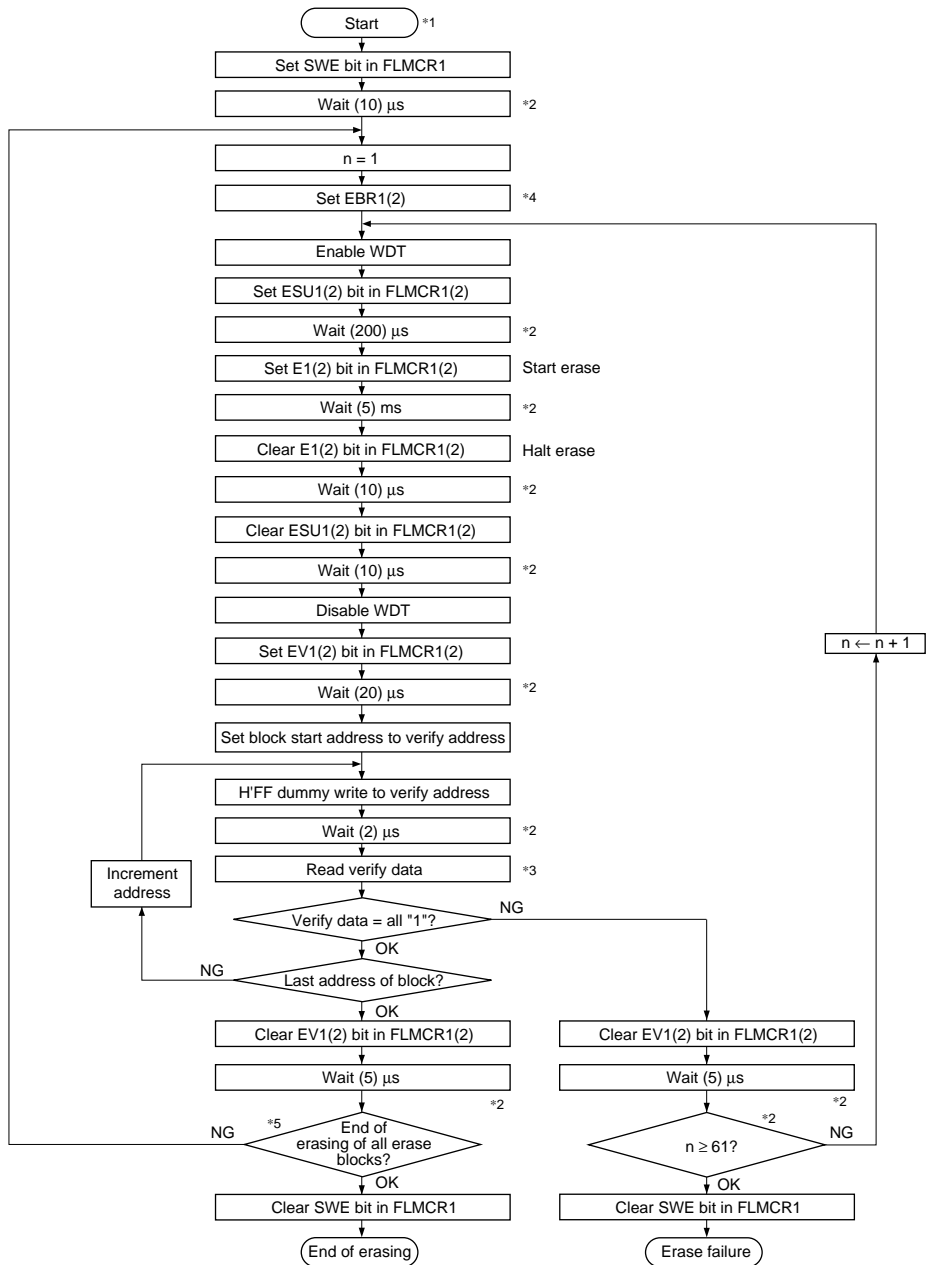 Start *1
Set SWE bit in FLMCR1
Wait (10) μs *2
n = 1
Set EBR1(2) *4
Enable WDT
Set ESU1(2) bit in FLMCR1(2)
Wait (200) μs *2
Set E1(2) bit in FLMCR1(2) Start erase
Wait (5) ms *2
Clear E1(2) bit in FLMCR1(2) Halt erase
Wait (10) μs *2
Clear ESU1(2) bit in FLMCR1(2)
Wait (10) μs *2
Disable WDT
Set EV1(2) bit in FLMCR1(2)
n ← n + 1
Wait (20) μs *2
Set block start address to verify address
H'FF dummy write to verify address
Wait (2) μs *2
Increment
address
Read verify data *3
Verify data = all "1"? NG
OK
NG Last address of block?
OK
Clear EV1(2) bit in FLMCR1(2) Clear EV1(2) bit in FLMCR1(2)
Wait (5) μs Wait (5) μs
*2 *2
NG *5 End of
erasing of all erase
blocks?
*2
n ≥ 61? NG
OK OK
Clear SWE bit in FLMCR1 Clear SWE bit in FLMCR1
End of erasing Erase failure